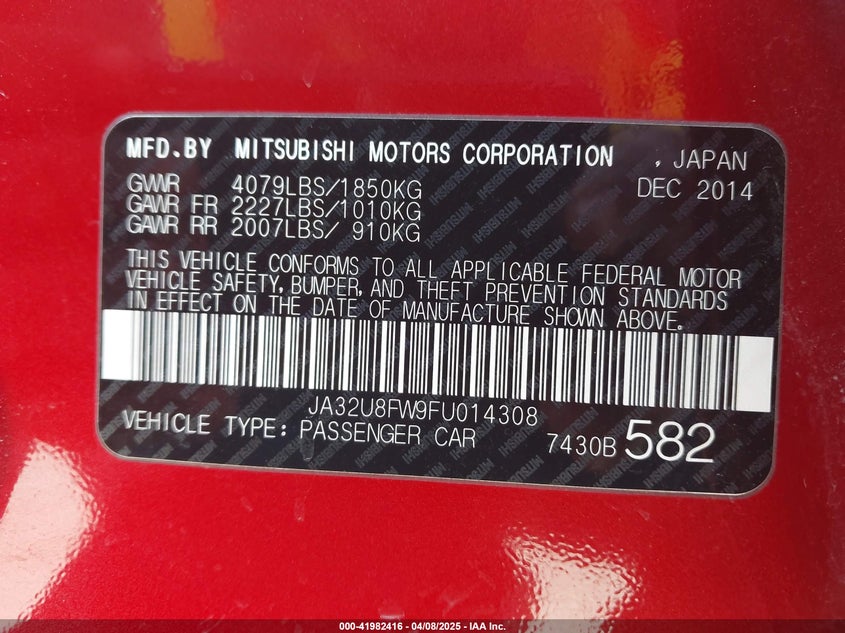 MFD.BY MITSUBISHI MOTORS CORPORATION , JAPAN
GVWR 4079LBS/1850KG DEC 2014
GAWR FR 2227LBS/1010KG
GAWR RR 2007LBS/ 910KG
THIS VEHICLE CONFORMS TO ALL APPLICABLE FEDERAL MOTOR
VEHICLE SAFETY, BUMPER, AND THEFT PREVENTION STANDARDS
IN EFFECT ON THE DATE OF MANUFACTURE SHOWN ABOVE.
JA32U8FW9FU014308
VEHICLE TYPE: PASSENGER CAR 7430B 582
000-41982416 | 04/08/2025 - IAA Inc.